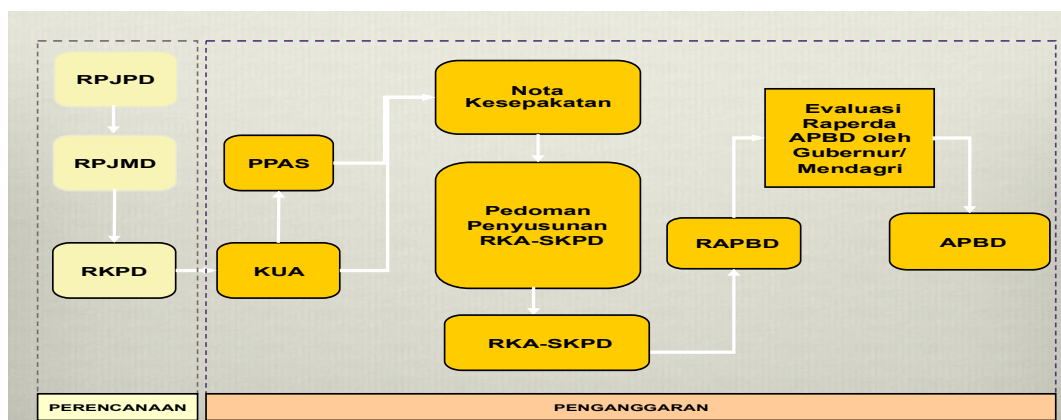 RPJPD
RPJMD
RKPD
PPAS
KUA
Nota
Kesepakatan
Pedoman
Penyusunan
RKA-SKPD
RKA-SKPD
RAPBD
Evaluasi
Raperda
APBD oleh
Gubernur/
Mendagri
APBD
PERENCANAAN
PENGANGGARAN